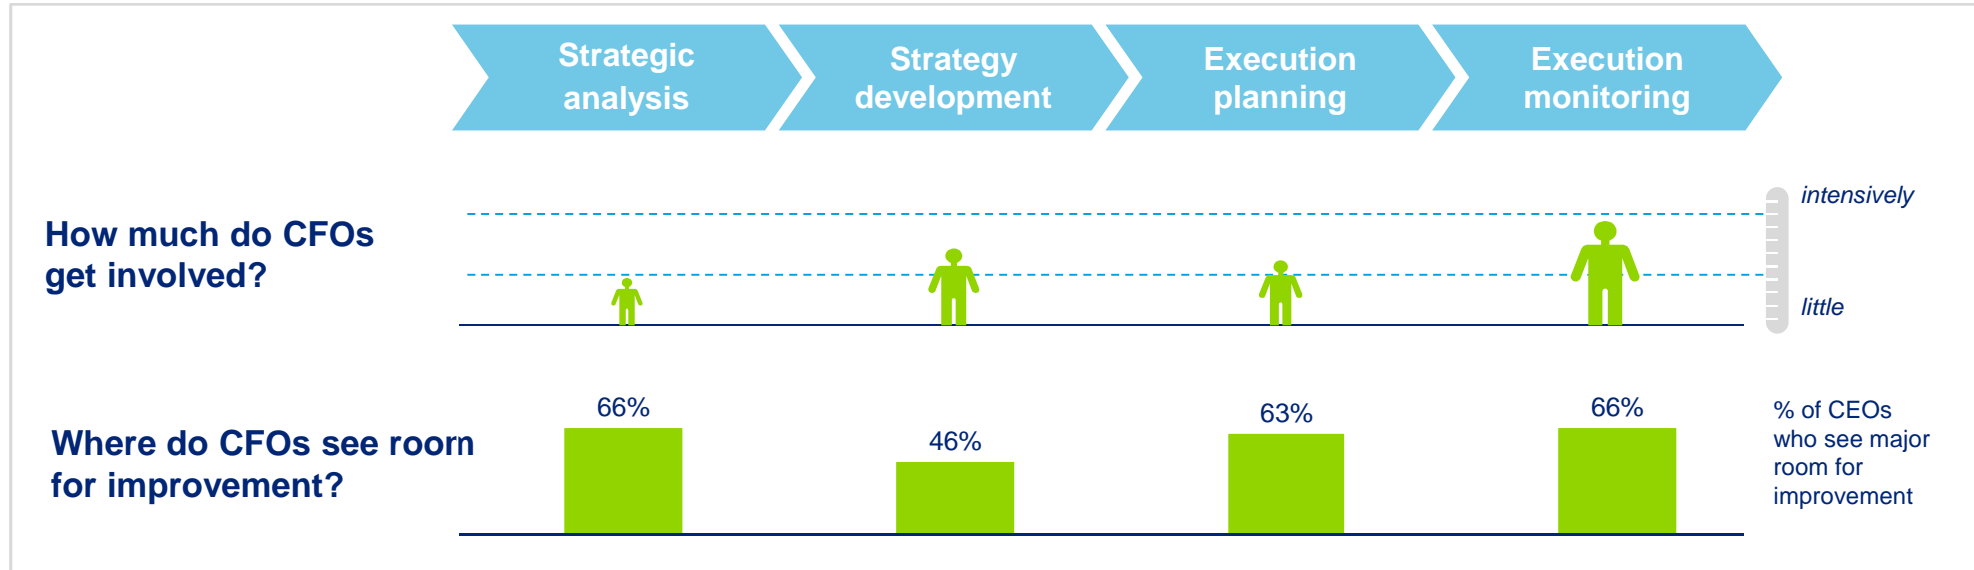 Strategic
analysis
Strategy
development
Execution
planning
Execution
monitoring
How much do CFOs
get involved?
intensively
little
Where do CFOs see room
for improvement?
66%
46%
63%
66%
% of CEOs
who see major
room for
improvement